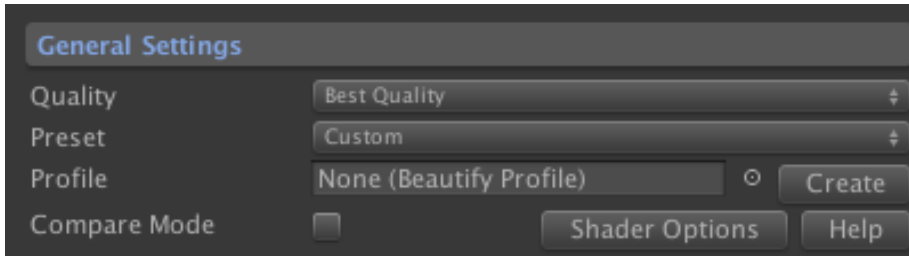 General Settings
Quality Best Quality
Preset Custom
Profile None (Beautify Profile) Create
Compare Mode Shader Options Help